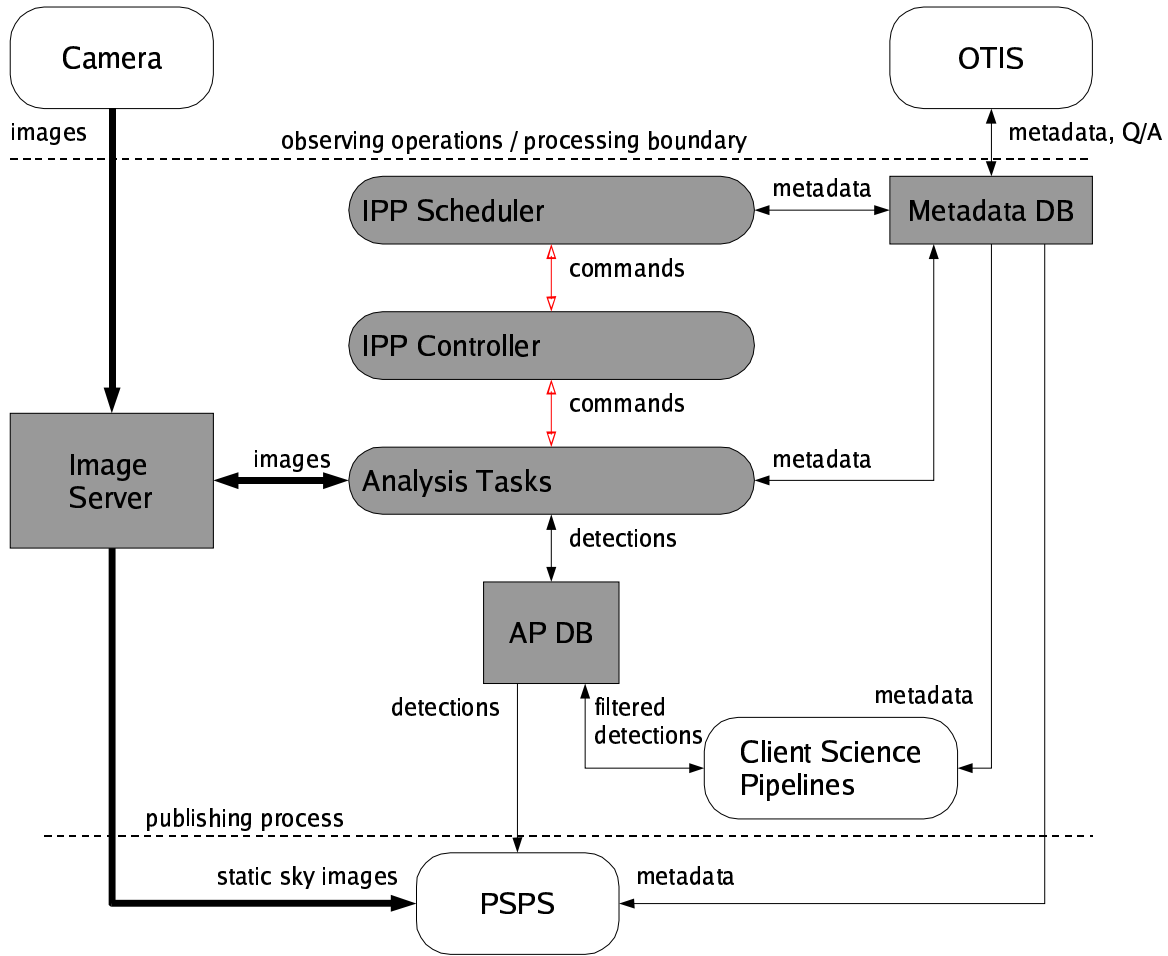 Camera
OTIS
images
metadata, Q/A
observing operations / processing boundary
IPP Scheduler
metadata
Metadata DB
commands
IPP Controller
commands
Image
Server
images
Analysis Tasks
metadata
detections
AP DB
detections
filtered
detections
metadata
Client Science
Pipelines
publishing process
static sky images
PSPS
metadata